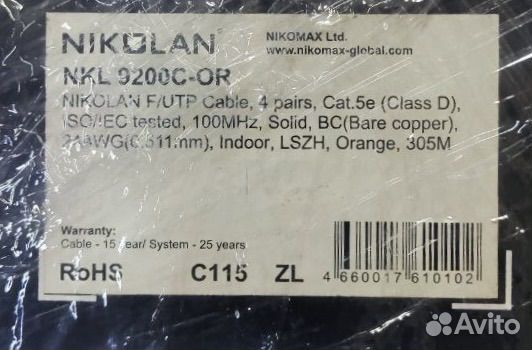 NIKOLAN
NIKOMAX Ltd.
www.nikomax-global.com
NKL 9200C-OR
NIKOLAN F/UTP Cable, 4 pairs, Cat.5e (Class D),
ISO/IEC tested, 100MHz, Solid, BC(Bare copper),
24AWG(0.511mm), Indoor, LSZH, Orange, 305M
Warranty:
Cable - 15 year/ System - 25 years
RoHS C115 ZL
4 660017 610102
Avito